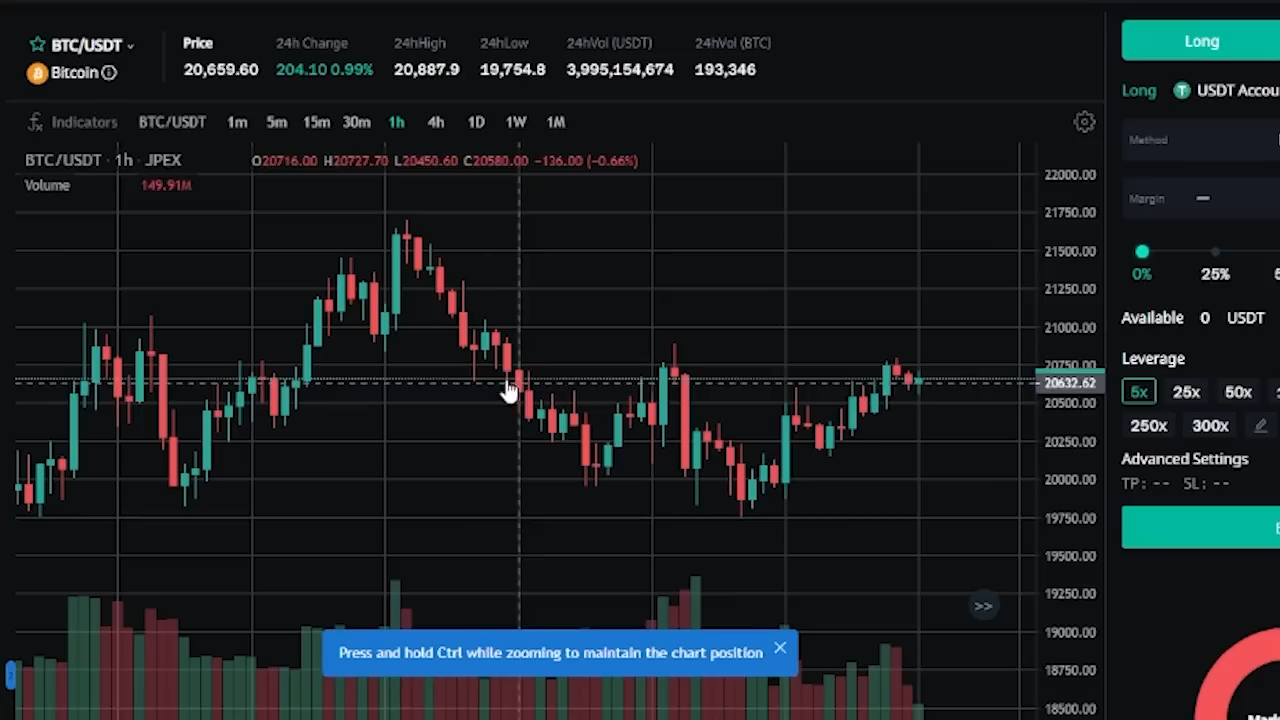 BTC/USDT
Bitcoin
Price
20,659.60
24h Change
204.10 0.99%
24hHigh
20,887.9
24hLow
19,754.8
24hVol (USDT)
3,995,154,674
24hVol (BTC)
193,346
Indicators BTC/USDT 1m 5m 15m 30m 1h 4h 1D 1W 1M
BTC/USDT · 1h · JPEX O20716.00 H20727.70 L20450.60 C20580.00 −136.00 (−0.66%)
Volume 149.91M
22000.00
21750.00
21500.00
21250.00
21000.00
20750.00
20632.62
20500.00
20250.00
20000.00
19750.00
19500.00
19250.00
19000.00
18750.00
18500.00
>>
Press and hold Ctrl while zooming to maintain the chart position
Long
Long USDT Accou
Method
Margin
0% 25%
Available 0 USDT
Leverage
5x 25x 50x
250x 300x
Advanced Settings
TP: -- SL: --